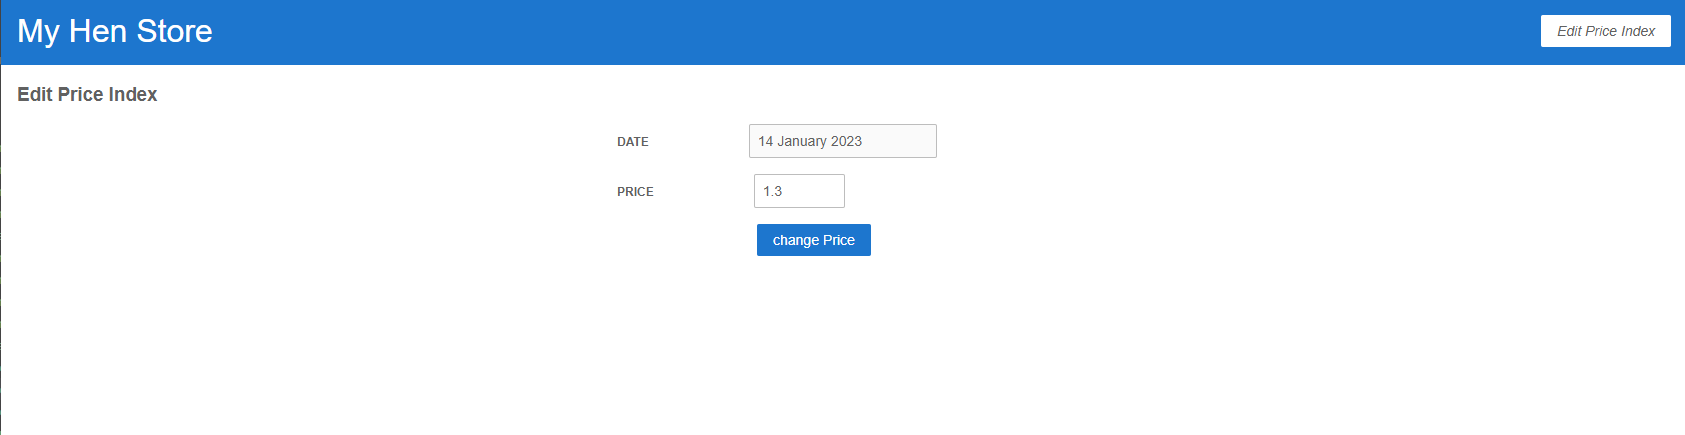 My Hen Store
Edit Price Index
Edit Price Index
DATE
14 January 2023
PRICE
1.3
change Price